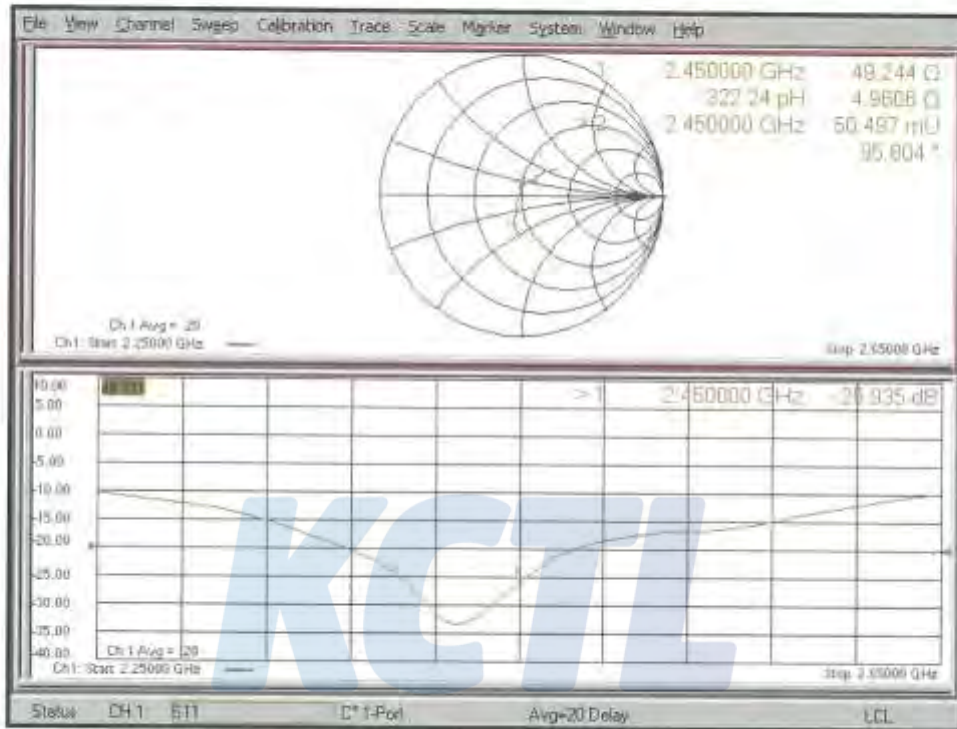 File View Channel Sweep Calibration Trace Scale Marker System Window Help
1 2.450000 GHz 49.244 Ω
322.24 pH 4.9606 Ω
>2 2.450000 GHz 50.497 mU
95.804 °
Ch 1 Avg = 20
Ch1: Start 2.25000 GHz
Stop 2.65000 GHz
10.00
5.00
0.00
-5.00
-10.00
-15.00
-20.00
-25.00
-30.00
-35.00
-40.00
>1 2.450000 GHz -25.935 dB
KCTL
Ch 1 Avg = 20
Ch1: Start 2.25000 GHz
Stop 2.65000 GHz
Status CH 1 S11 C* 1-Port Avg=20 Delay LCL